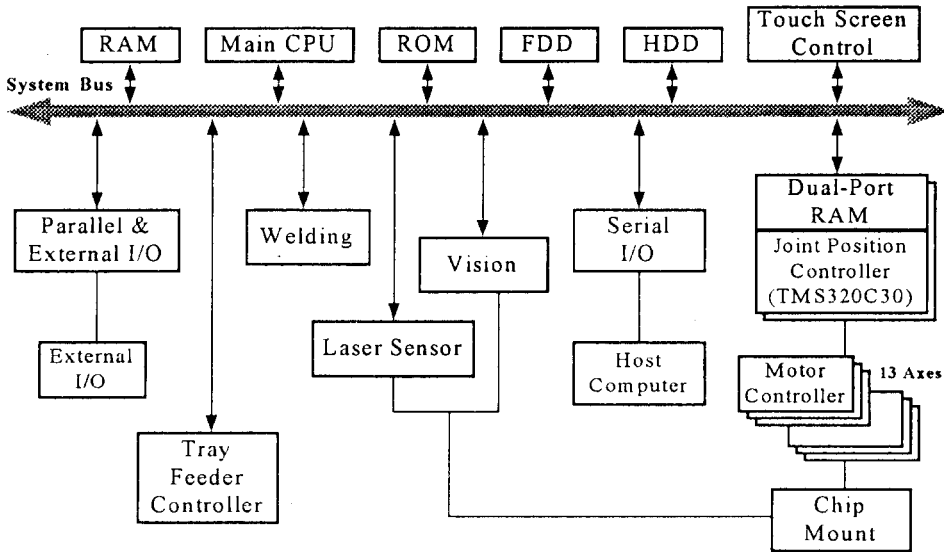 RAM
Main CPU
ROM
FDD
HDD
Touch Screen
Control
System Bus
Parallel &
External I/O
Welding
Vision
Serial
I/O
Dual-Port
RAM
Joint Position
Controller
(TMS320C30)
External
I/O
Laser Sensor
Host
Computer
Motor
Controller
13 Axes
Tray
Feeder
Controller
Chip
Mount